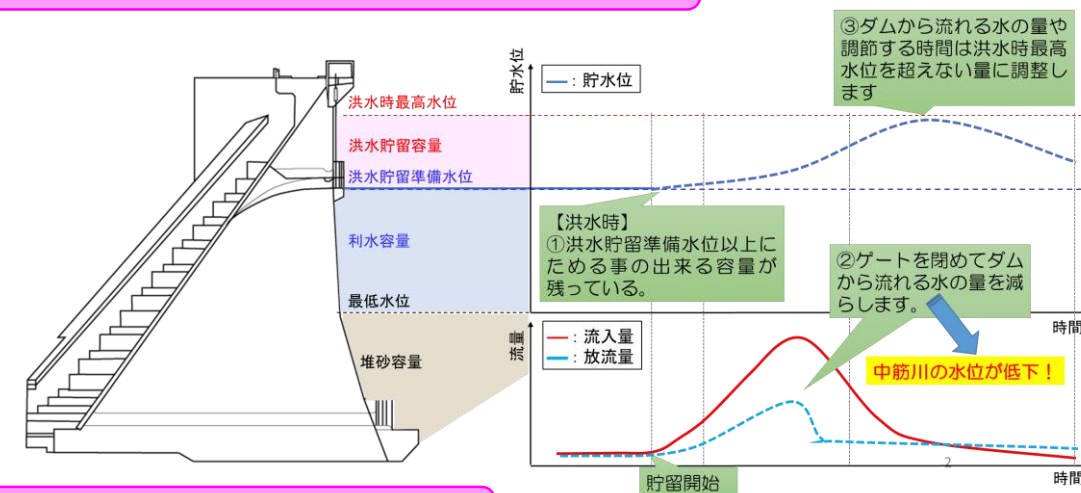 ③ダムから流れる水の量や
調節する時間は洪水時最高
水位を超えない量に調整し
ます
貯水位
：貯水位
洪水時最高水位
洪水貯留容量
洪水貯留準備水位
【洪水時】
①洪水貯留準備水位以上に
ためる事の出来る容量が
残っている。
利水容量
②ゲートを閉めてダム
から流れる水の量を減
らします。
最低水位
時間
流量
：流入量
：放流量
堆砂容量
中筋川の水位が低下！
2
貯留開始
時間